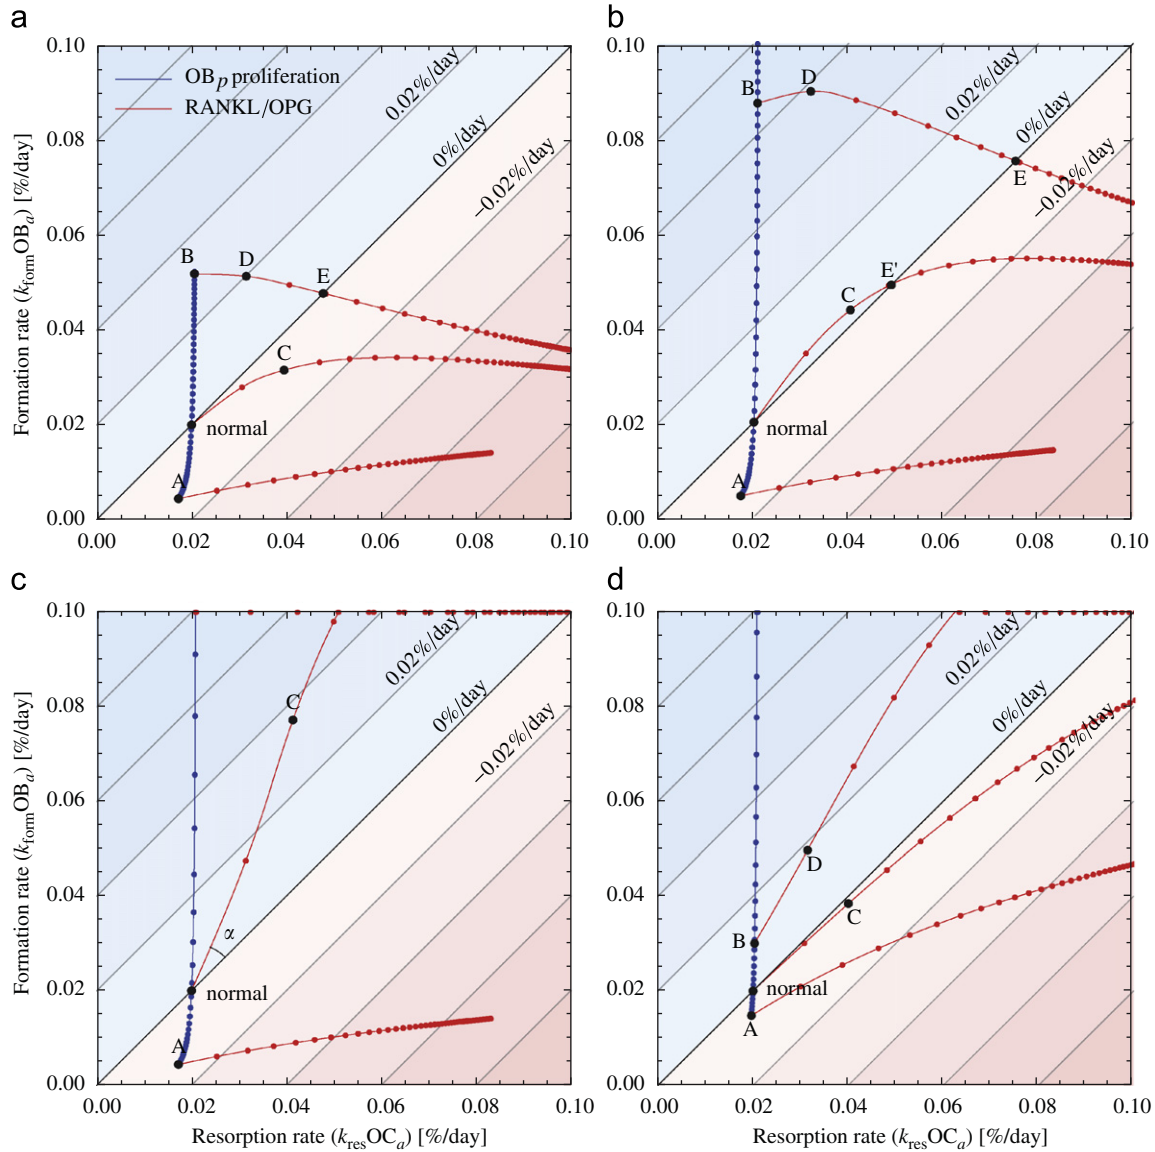 a
b
0.10
0.08
0.06
0.04
0.02
0.00
0.00
0.02
0.04
0.06
0.08
0.10
Formation rate (k_form OB_a) [%/day]
OB_p proliferation
RANKL/OPG
0.02%/day
0%/day
−0.02%/day
B
D
E
C
normal
A
0.10
0.08
0.06
0.04
0.02
0.00
0.00
0.02
0.04
0.06
0.08
0.10
0.02%/day
0%/day
−0.02%/day
B
D
E
E'
C
normal
A
c
d
0.10
0.08
0.06
0.04
0.02
0.00
0.00
0.02
0.04
0.06
0.08
0.10
Formation rate (k_form OB_a) [%/day]
Resorption rate (k_res OC_a) [%/day]
0.02%/day
0%/day
−0.02%/day
C
α
normal
A
0.10
0.08
0.06
0.04
0.02
0.00
0.00
0.02
0.04
0.06
0.08
0.10
Resorption rate (k_res OC_a) [%/day]
0.02%/day
0%/day
−0.02%/day
D
C
B
normal
A